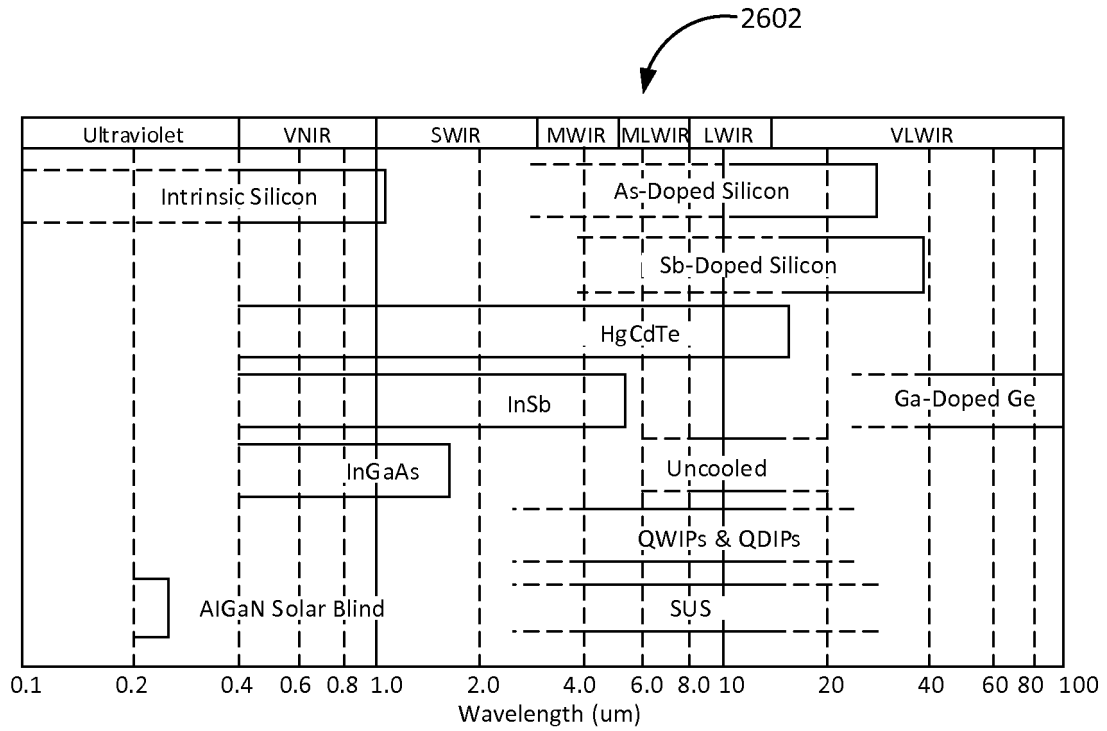 2602
Ultraviolet VNIR SWIR MWIR MLWIR LWIR VLWIR
Intrinsic Silicon As-Doped Silicon
Sb-Doped Silicon
HgCdTe
InSb Ga-Doped Ge
InGaAs Uncooled
QWIPs & QDIPs
AlGaN Solar Blind SUS
0.1 0.2 0.4 0.6 0.8 1.0 2.0 4.0 6.0 8.0 10 20 40 60 80 100
Wavelength (um)